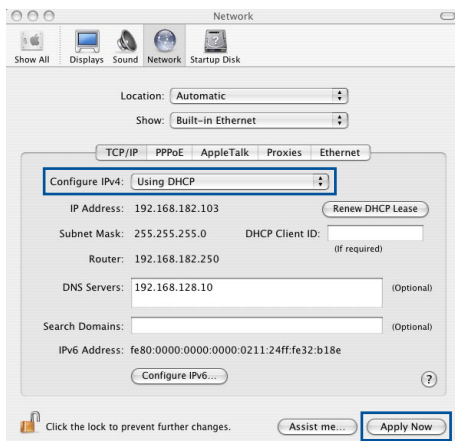 Network
Show All Displays Sound Network Startup Disk
Location: Automatic
Show: Built-in Ethernet
TCP/IP PPPoE AppleTalk Proxies Ethernet
Configure IPv4: Using DHCP
IP Address: 192.168.182.103 Renew DHCP Lease
Subnet Mask: 255.255.255.0 DHCP Client ID:
(If required)
Router: 192.168.182.250
DNS Servers: 192.168.128.10 (Optional)
Search Domains: (Optional)
IPv6 Address: fe80:0000:0000:0000:0211:24ff:fe32:b18e
Configure IPv6... ?
Click the lock to prevent further changes. Assist me... Apply Now